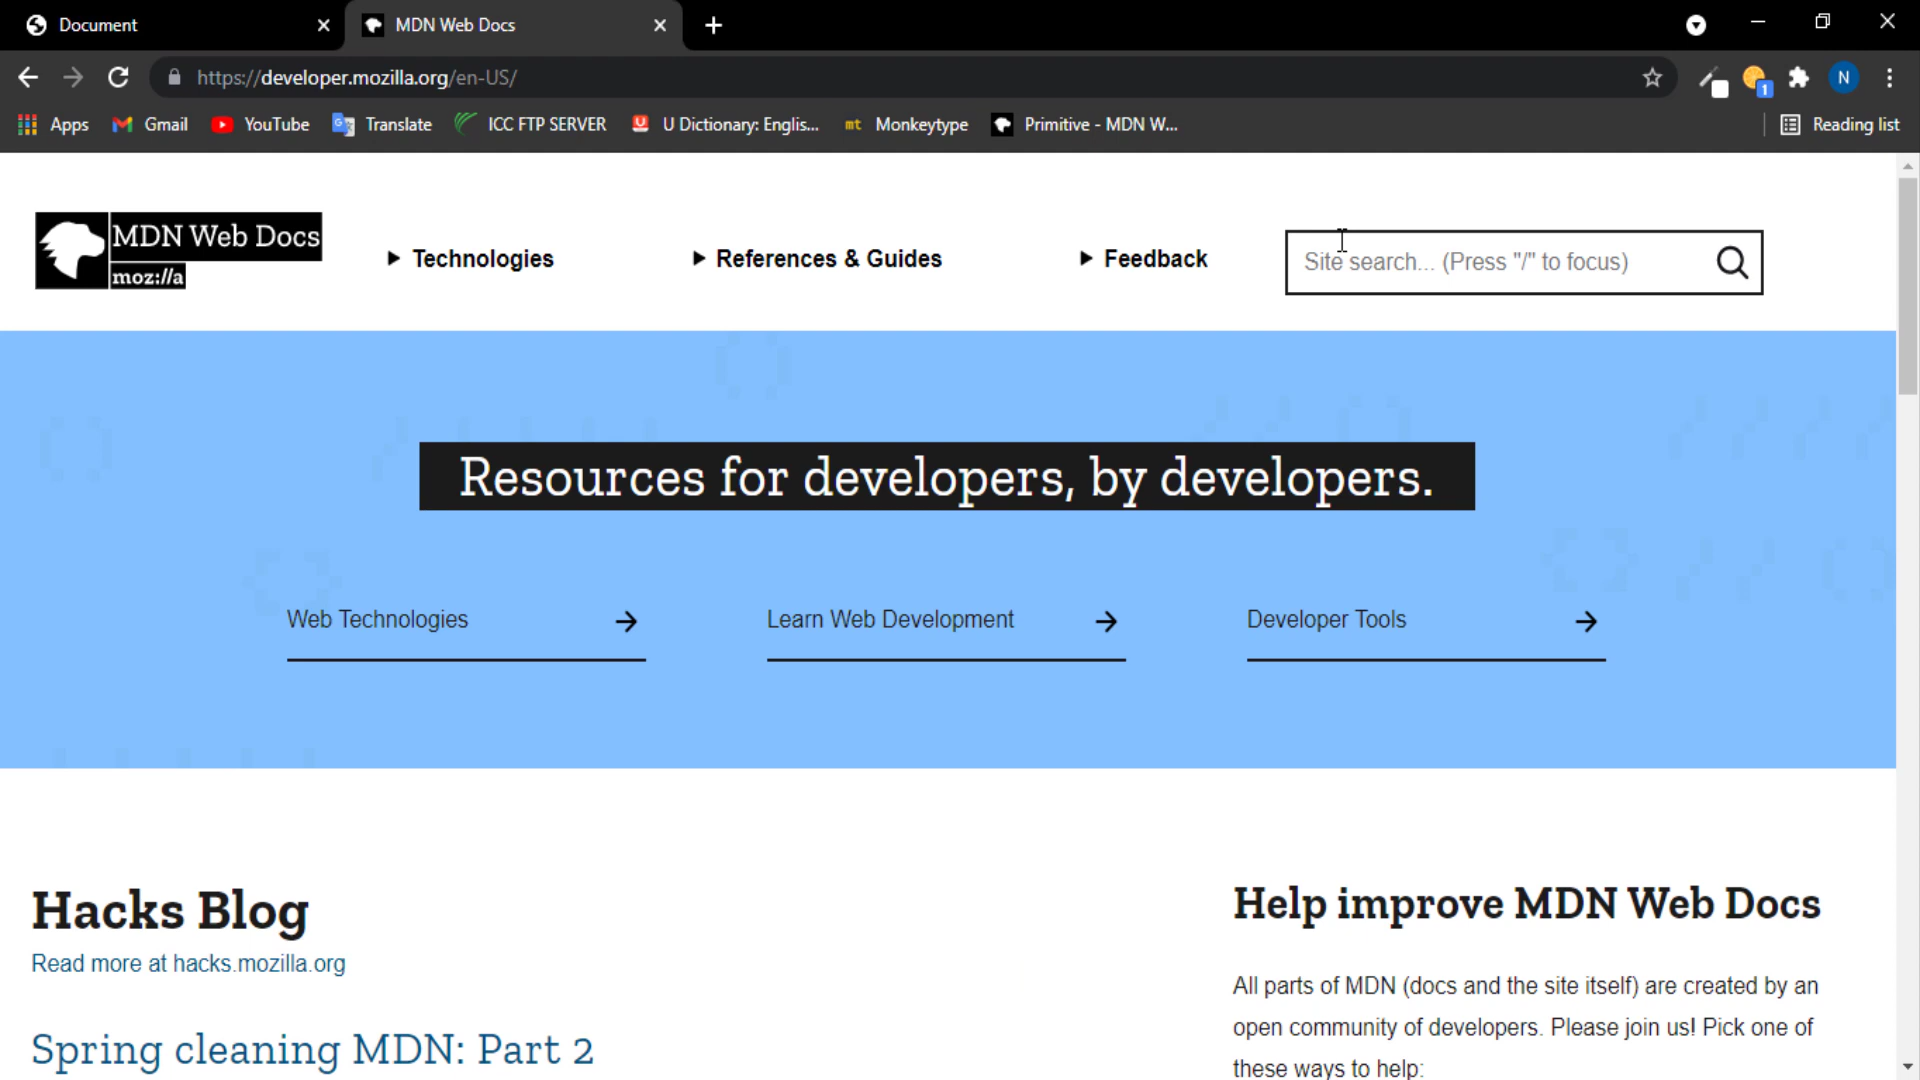 Document
MDN Web Docs
https://developer.mozilla.org/en-US/
N
1
Apps
Gmail
YouTube
Translate
ICC FTP SERVER
U Dictionary: Englis...
mt Monkeytype
Primitive - MDN W...
Reading list
MDN Web Docs
moz://a
Technologies
References & Guides
Feedback
Site search... (Press "/" to focus)
Resources for developers, by developers.
Web Technologies
Learn Web Development
Developer Tools
Hacks Blog
Read more at hacks.mozilla.org
Spring cleaning MDN: Part 2
Help improve MDN Web Docs
All parts of MDN (docs and the site itself) are created by an
open community of developers. Please join us! Pick one of
these ways to help: